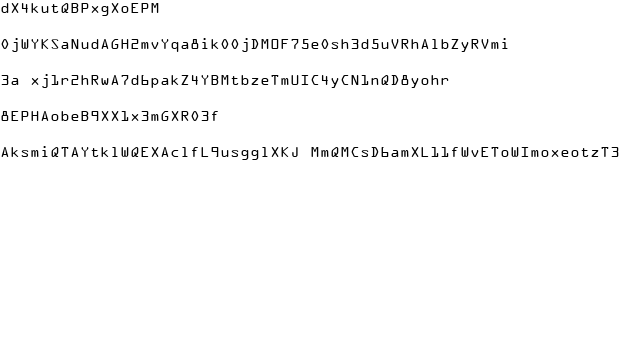 dX4kutQBPxgXoEPM
0jWYKSaNudAGH2mvYqa8ik00jDMOF75e0sh3d5uVRhAlbZyRVmi
3a xj1r2hRwA7d6pakZ4YBMtbzeTmUIC4yCN1nQD8yohr
8EPHAobeB9XX1x3mGXR03f
AksmiQTAYtklWQEXAclfL9usgglXKJ MmQMCsD6amXL11fWvEToWImoxeotzT3